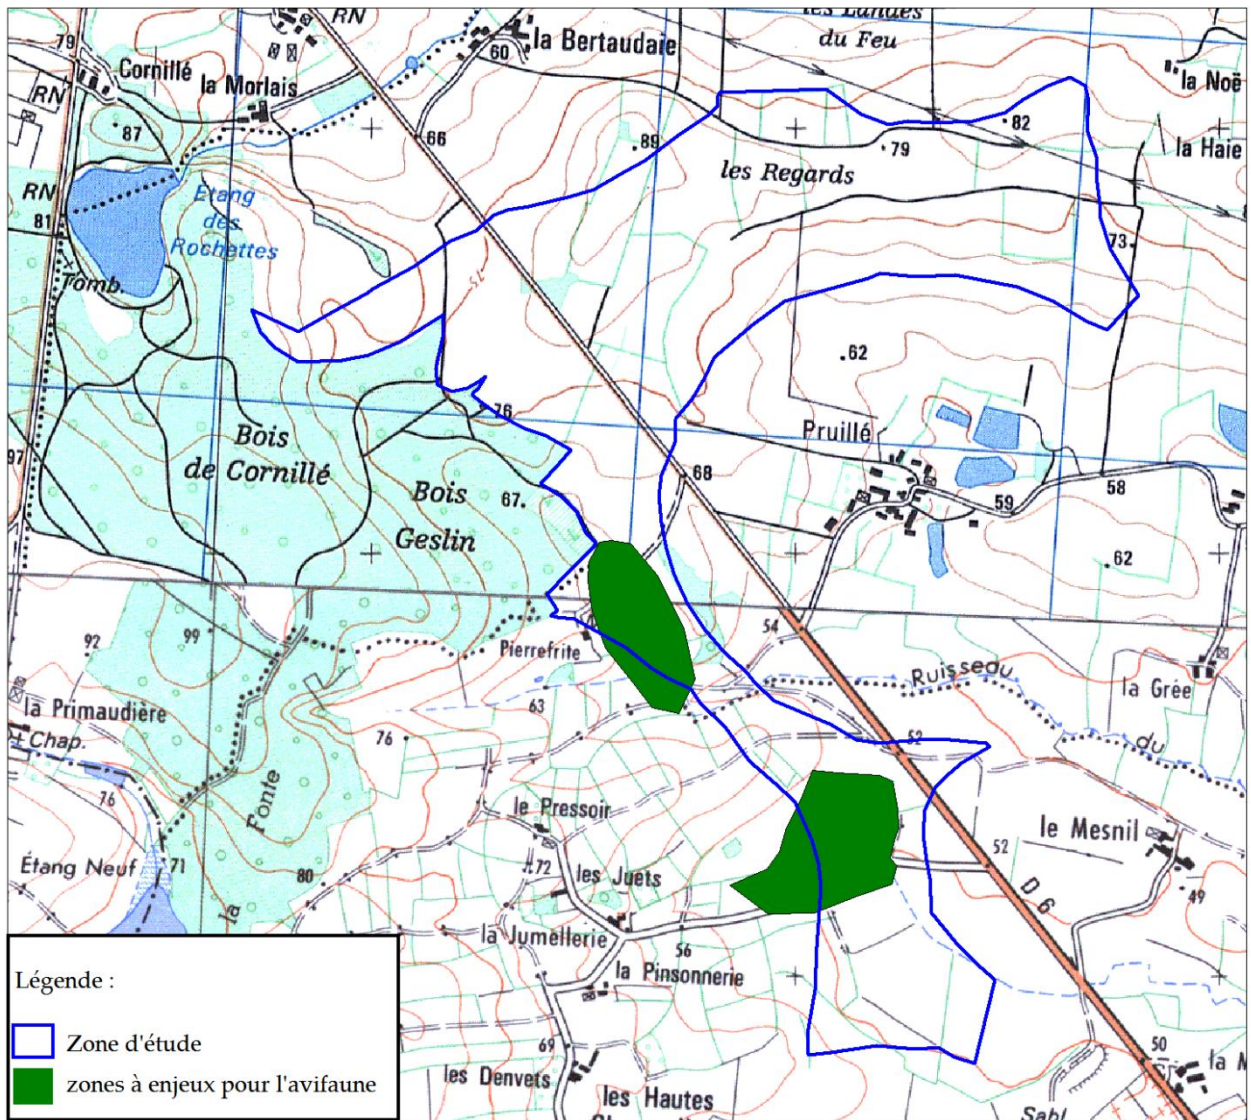 RN
les Landes
du Feu
79
60
la Bertaudaie
Cornillé
la Morlais
la Noë
RN
87
66
89
82
79
la Haie
les Regards
RN
81
Etang
des
Rochettes
73
Tomb.
75
62
76
Pruillé
Bois
de Cornillé
97
Bois
Geslin
67
68
59
58
62
54
99
92
Pierrefrite
Ruisseau
du
la Grée
la Primaudière
Chap.
63
76
52
76
la Fonte
le Pressoir
le Mesnil
Étang Neuf
71
80
72
les Juets
52
D 6
49
la Jumellerie
56
la Pinsonnerie
69
les Denvets
les Hautes
50
Sabl.
Légende :
Zone d'étude
zones à enjeux pour l'avifaune